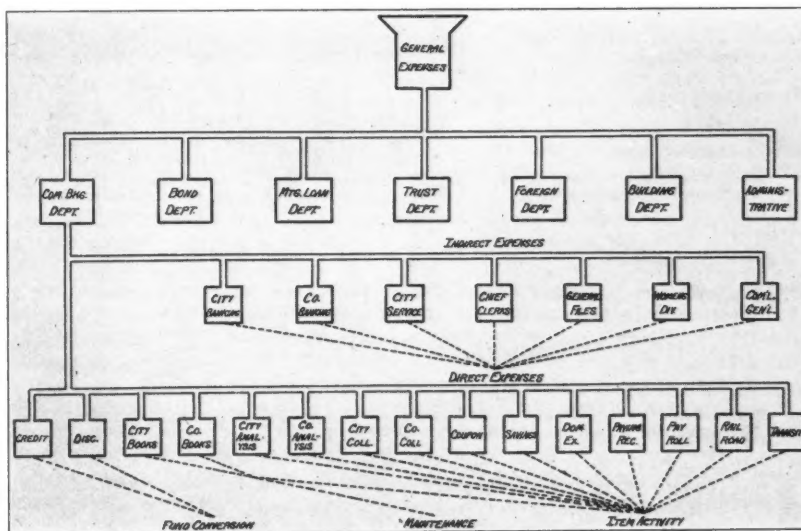 GENERAL
EXPENSES
COM. BKG.
DEPT.
BOND
DEPT.
MTG. LOAN
DEPT.
TRUST
DEPT.
FOREIGN
DEPT.
BUILDING
DEPT.
ADMINIS-
TRATIVE
INDIRECT EXPENSES
CITY
BANKING
CO.
BANKING
CITY
SERVICE
CHIEF
CLERKS
GENERAL
FILES
WOMENS
DIV.
COM'L.
GEN'L.
DIRECT EXPENSES
CREDIT
DISC.
CITY
BOOKS
CO.
BOOKS
CITY
ANAL-
YSIS
CO.
ANAL-
YSIS
CITY
COLL.
CO.
COLL
COUPON
SAVINGS
DOM.
EX.
PAYING
REC.
PAY
ROLL
RAIL
ROAD
TRANSIT
FUND CONVERSION
MAINTENANCE
ITEM ACTIVITY